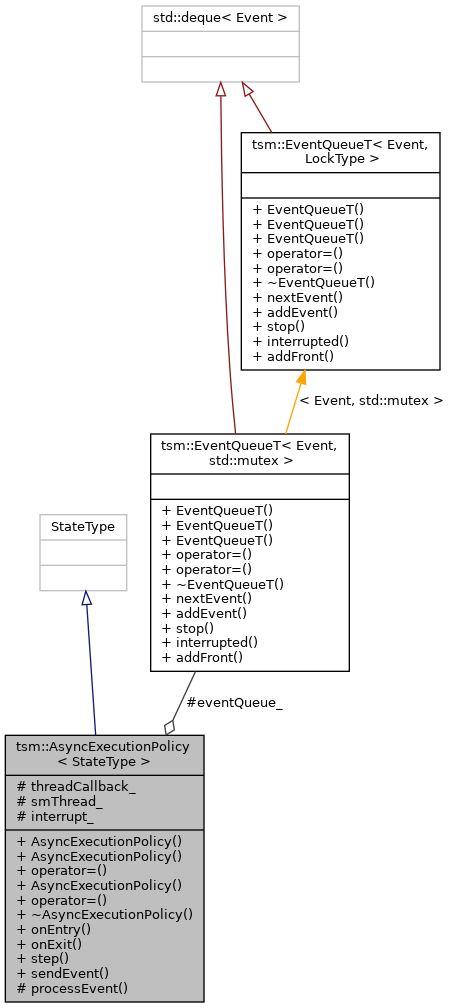 std::deque< Event >
tsm::EventQueueT< Event,
LockType >
+ EventQueueT()
+ EventQueueT()
+ EventQueueT()
+ operator=()
+ operator=()
+ ~EventQueueT()
+ nextEvent()
+ addEvent()
+ stop()
+ interrupted()
+ addFront()
< Event, std::mutex >
tsm::EventQueueT< Event,
std::mutex >
+ EventQueueT()
+ EventQueueT()
+ EventQueueT()
+ operator=()
+ operator=()
+ ~EventQueueT()
+ nextEvent()
+ addEvent()
+ stop()
+ interrupted()
+ addFront()
StateType
#eventQueue_
tsm::AsyncExecutionPolicy
< StateType >
# threadCallback_
# smThread_
# interrupt_
+ AsyncExecutionPolicy()
+ AsyncExecutionPolicy()
+ operator=()
+ AsyncExecutionPolicy()
+ operator=()
+ ~AsyncExecutionPolicy()
+ onEntry()
+ onExit()
+ step()
+ sendEvent()
# processEvent()